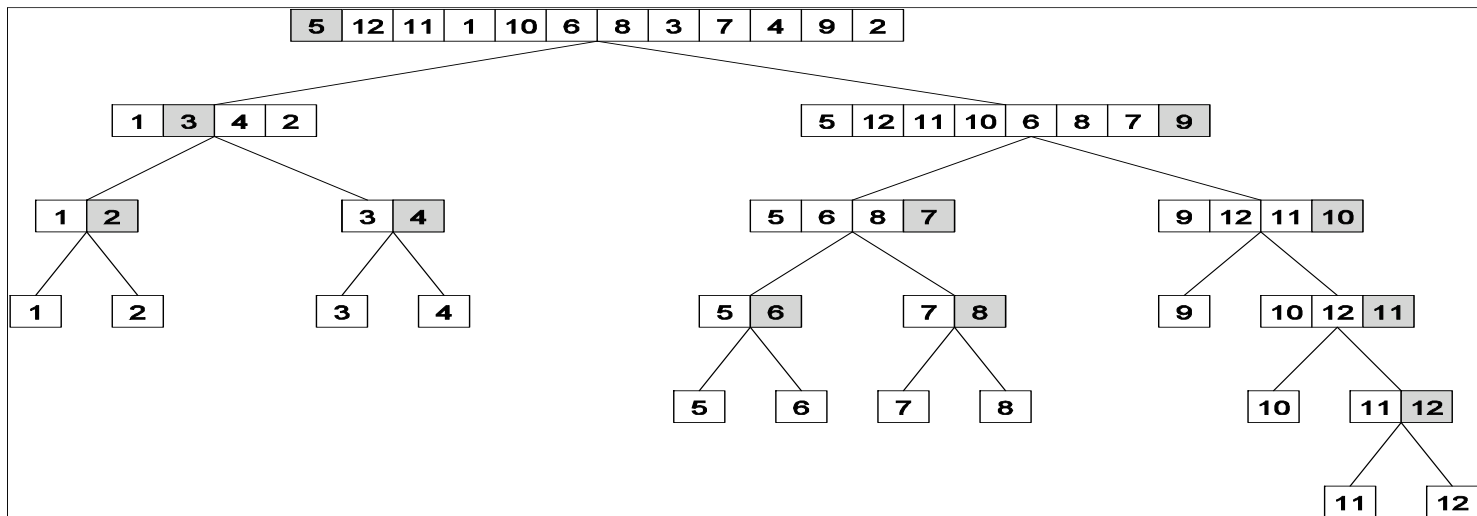 5 12 11 1 10 6 8 3 7 4 9 2
1 3 4 2 5 12 11 10 6 8 7 9
1 2 3 4 5 6 8 7 9 12 11 10
1 2 3 4 5 6 7 8 9 10 12 11
5 6 7 8 10 11 12
11 12